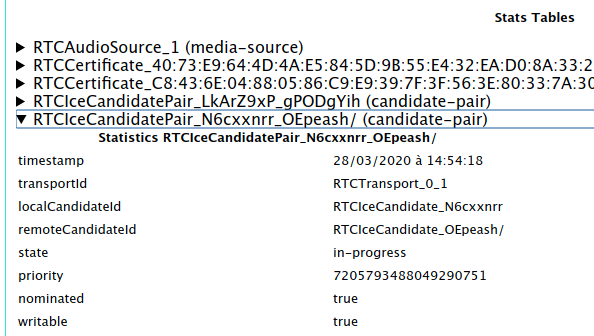 Stats Tables
▶ RTCAudioSource_1 (media-source)
▶ RTCCertificate_40:73:E9:64:4D:4A:E5:84:5D:9B:55:E4:32:EA:D0:8A:33:2
▶ RTCCertificate_C8:43:6E:04:88:05:86:C9:E9:39:7F:3F:56:3E:80:33:7A:30
▶ RTCIceCandidatePair_LkArZ9xP_gPODgYih (candidate-pair)
▼ RTCIceCandidatePair_N6cxxnrr_OEpeash/ (candidate-pair)
Statistics RTCIceCandidatePair_N6cxxnrr_OEpeash/
timestamp 28/03/2020 à 14:54:18
transportId RTCTransport_0_1
localCandidateId RTCIceCandidate_N6cxxnrr
remoteCandidateId RTCIceCandidate_OEpeash/
state in-progress
priority 7205793488049290751
nominated true
writable true